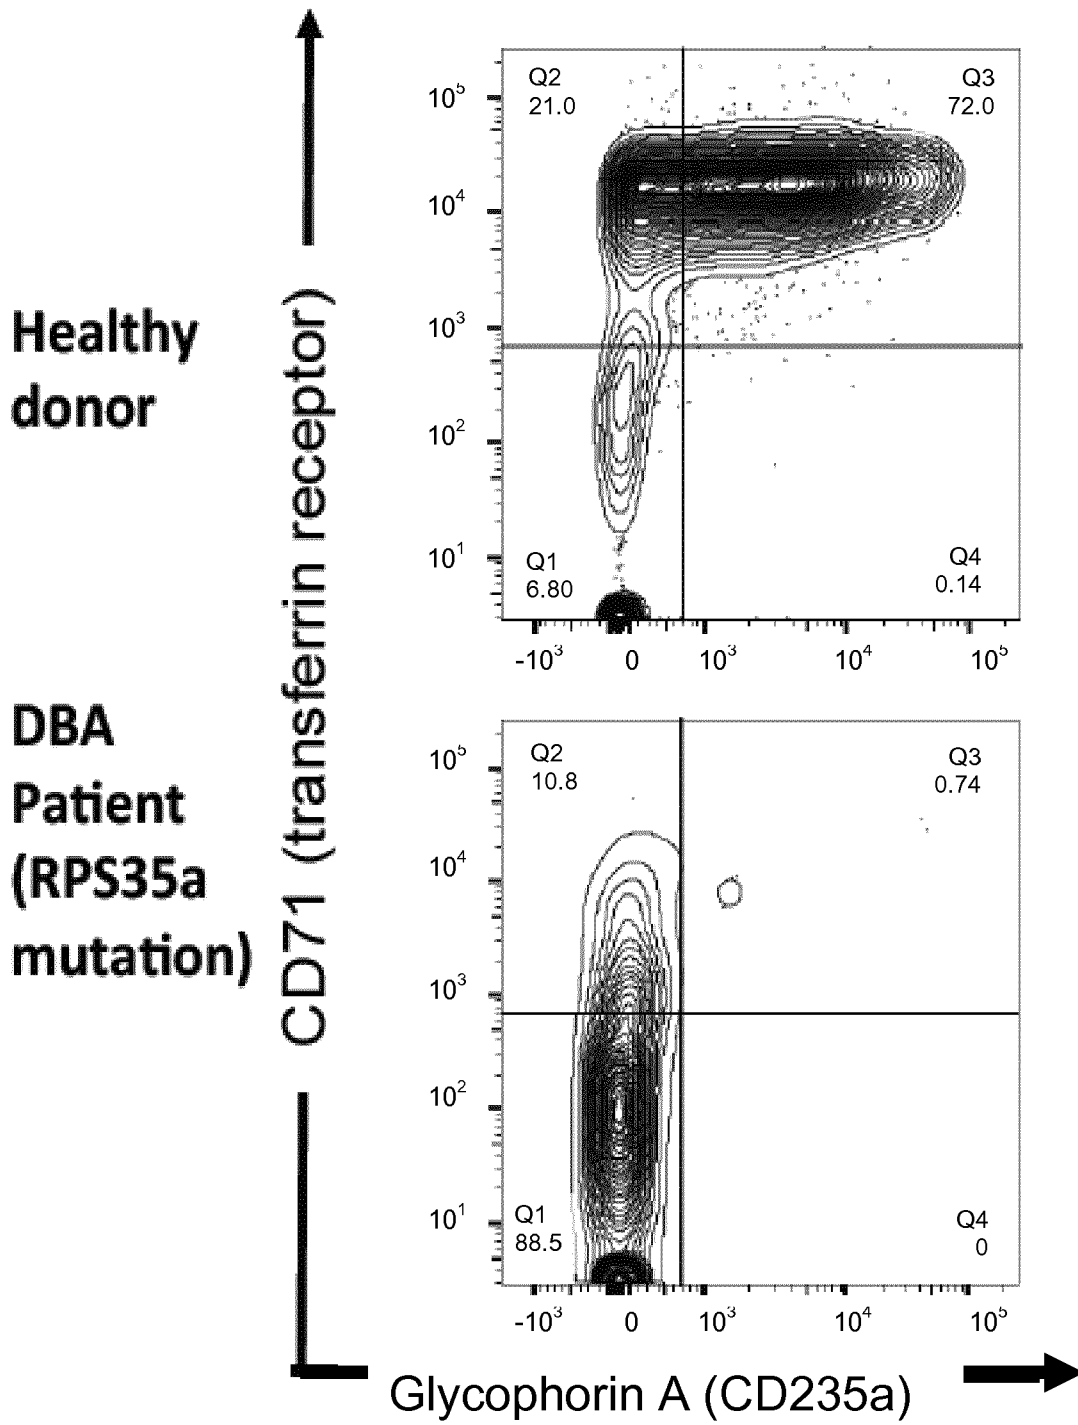 Healthy
donor
DBA
Patient
(RPS35a
mutation)
CD71 (transferrin receptor)
Q2
21.0
Q3
72.0
10⁵
10⁴
10³
10²
10¹
Q1
6.80
Q4
0.14
-10³ 0 10³ 10⁴ 10⁵
Q2
10.8
Q3
0.74
10⁵
10⁴
10³
10²
10¹
Q1
88.5
Q4
0
-10³ 0 10³ 10⁴ 10⁵
Glycophorin A (CD235a)